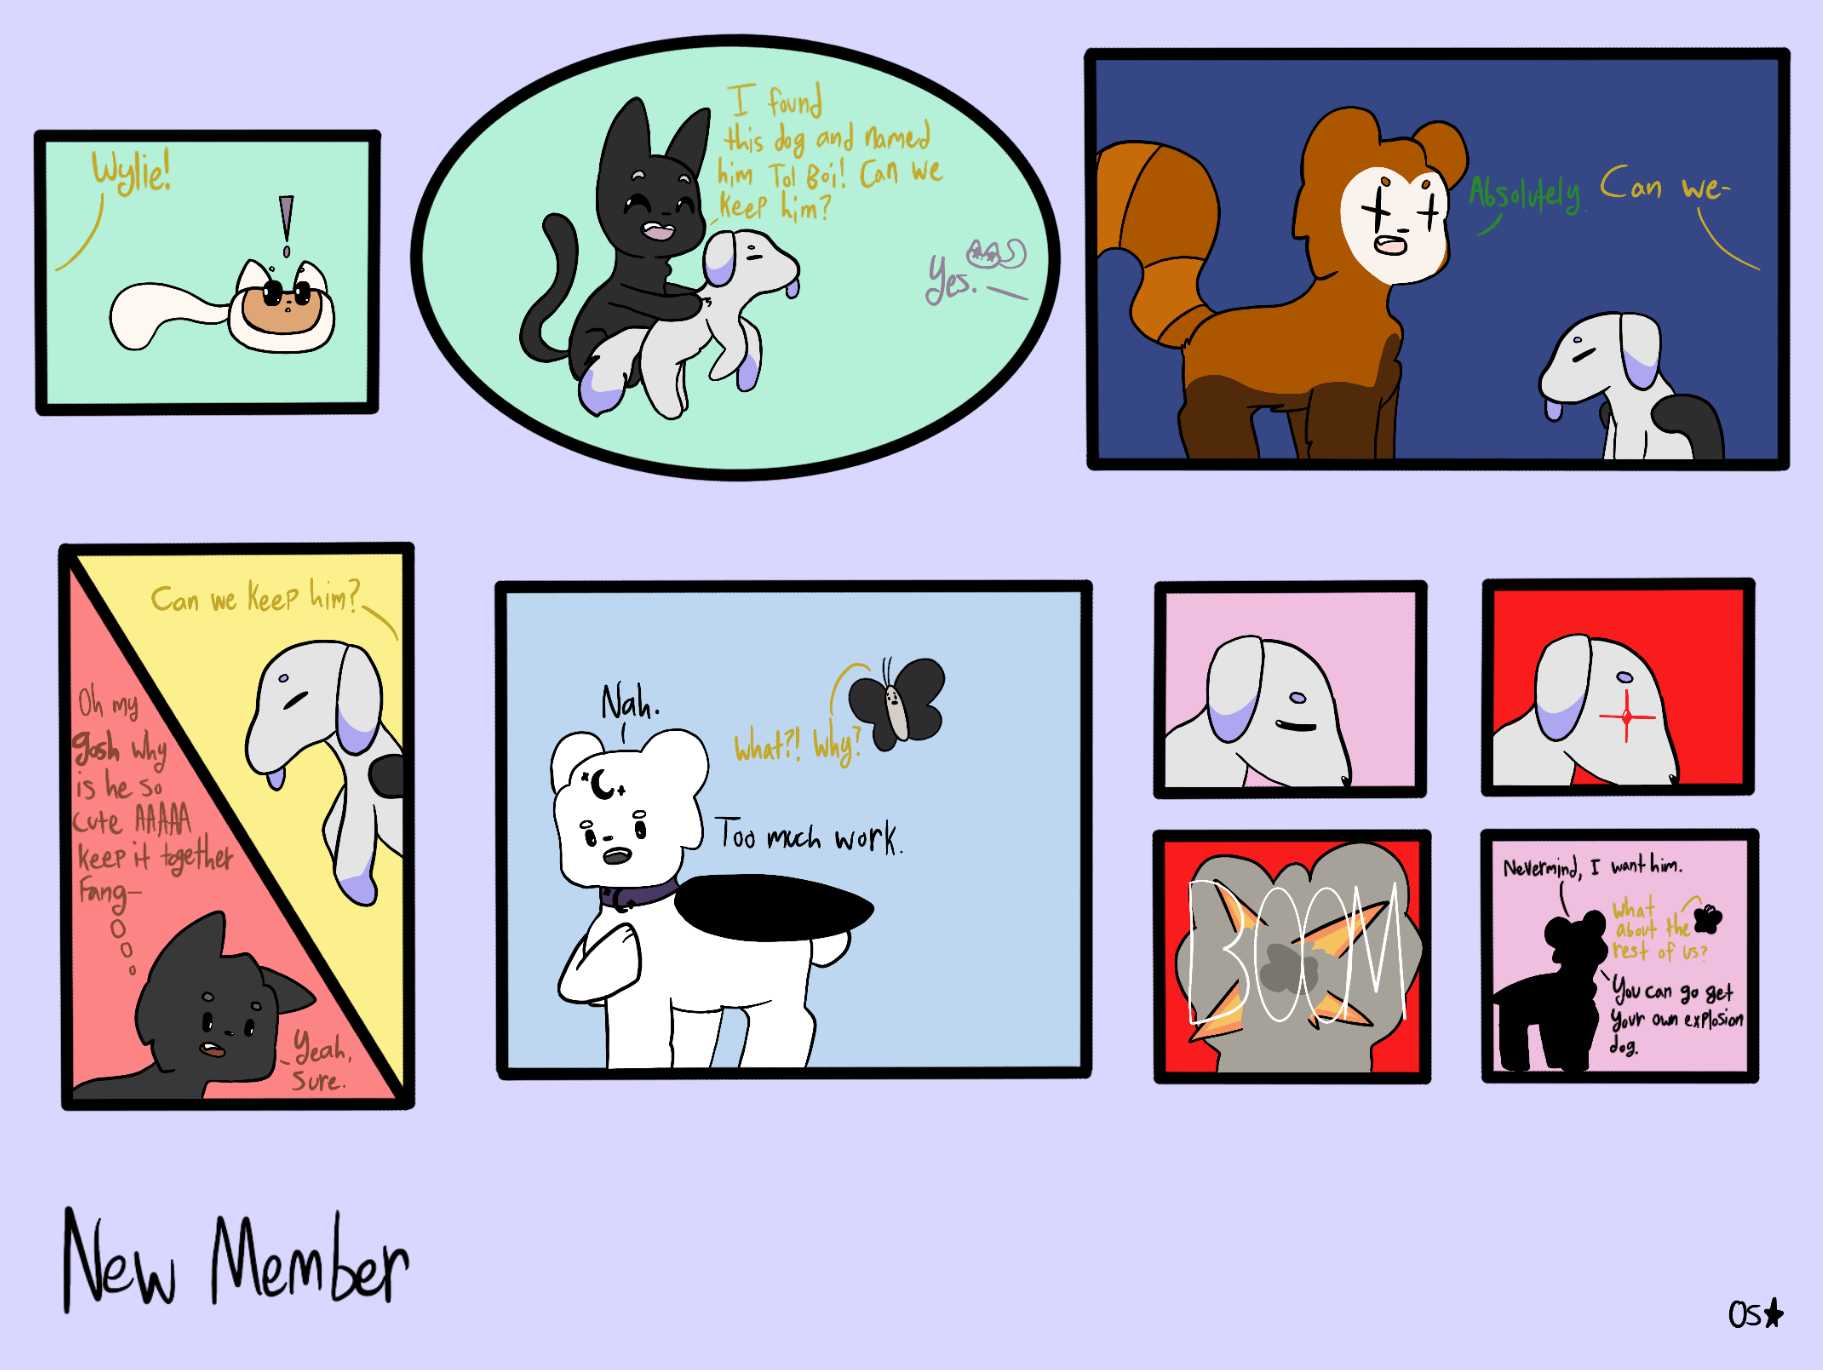 Wylie!
!
I found
this dog and named
him Tol Boi! Can we
keep him?
Yes.
Absolutely.
Can we-
Can we keep him?
Oh my
gosh why
is he so
cute AAAAA
keep it together
Fang-
Yeah,
sure.
Nah.
What?! Why?
Too much work.
BOOM
Nevermind, I want him.
What
about the
rest of us?
You can go get
your own explosion
dog.
New Member
OS★